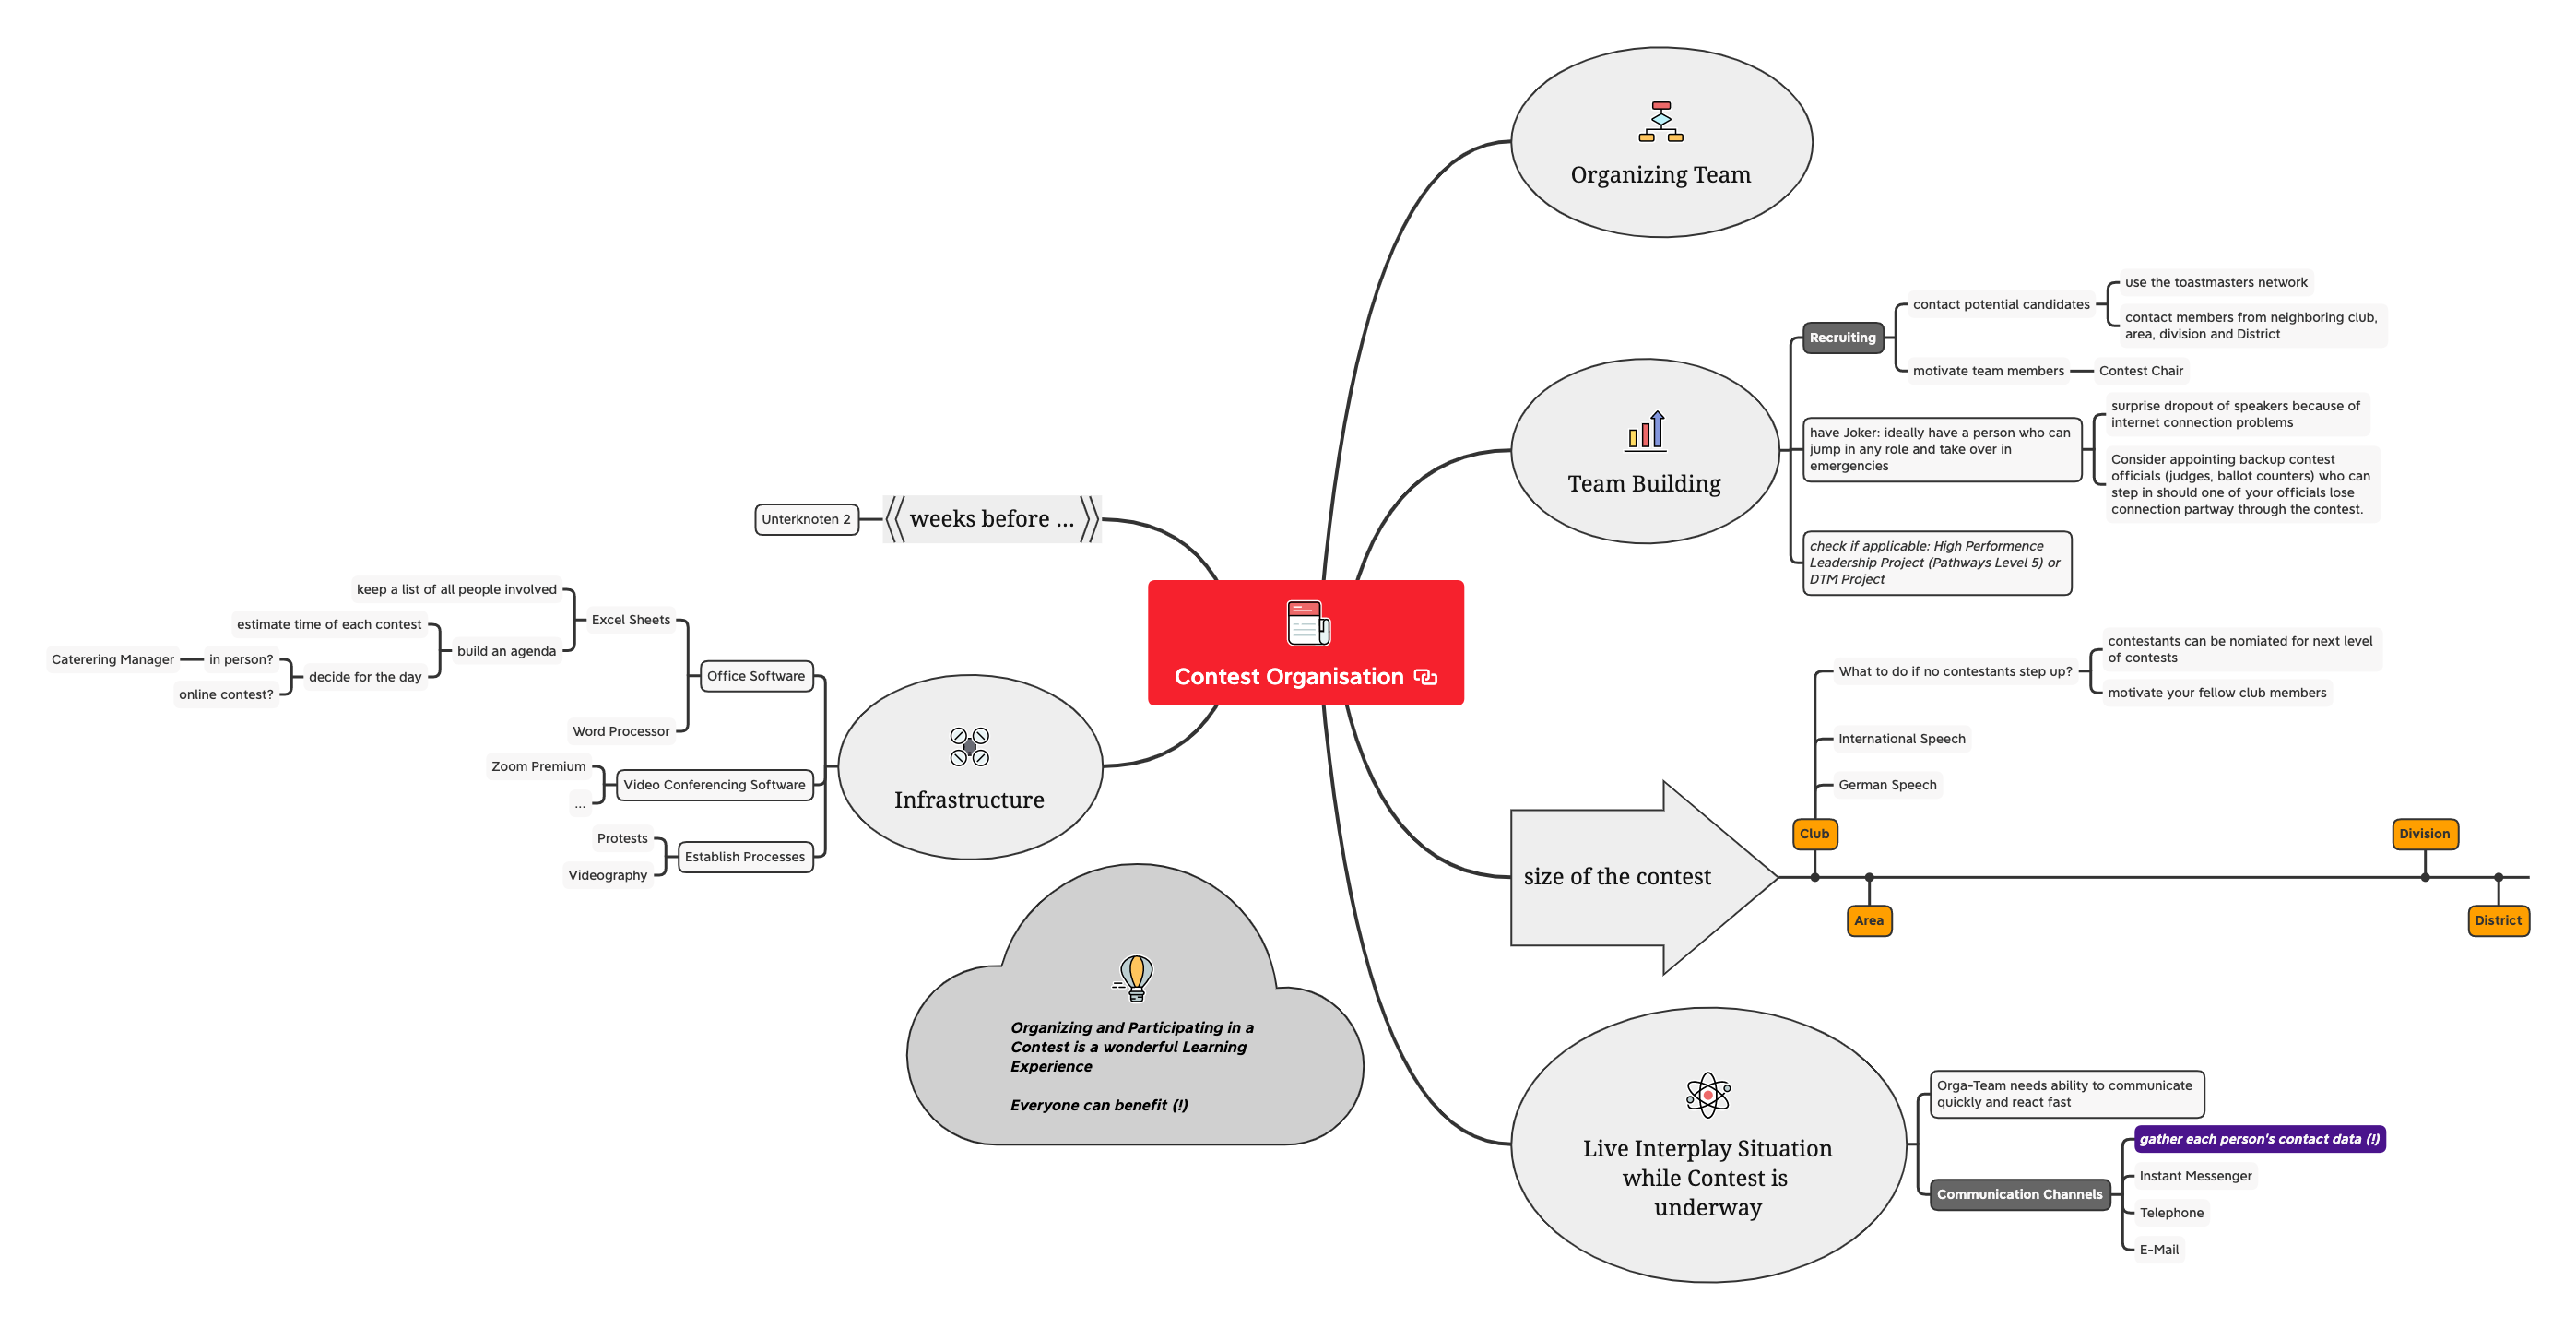 Contest Organisation
Organizing Team
Team Building
Recruiting
contact potential candidates
use the toastmasters network
contact members from neighboring club,
area, division and District
motivate team members
Contest Chair
have Joker: ideally have a person who can
jump in any role and take over in
emergencies
surprise dropout of speakers because of
internet connection problems
Consider appointing backup contest
officials (judges, ballot counters) who can
step in should one of your officials lose
connection partway through the contest.
check if applicable: High Performence
Leadership Project (Pathways Level 5) or
DTM Project
size of the contest
Club
What to do if no contestants step up?
contestants can be nomiated for next level
of contests
motivate your fellow club members
International Speech
German Speech
Area
Division
District
Live Interplay Situation
while Contest is
underway
Orga-Team needs ability to communicate
quickly and react fast
Communication Channels
gather each person's contact data (!)
Instant Messenger
Telephone
E-Mail
weeks before ...
Unterknoten 2
Infrastructure
Office Software
Excel Sheets
keep a list of all people involved
build an agenda
estimate time of each contest
decide for the day
in person?
Caterering Manager
online contest?
Word Processor
Video Conferencing Software
Zoom Premium
...
Establish Processes
Protests
Videography
Organizing and Participating in a
Contest is a wonderful Learning
Experience
Everyone can benefit (!)